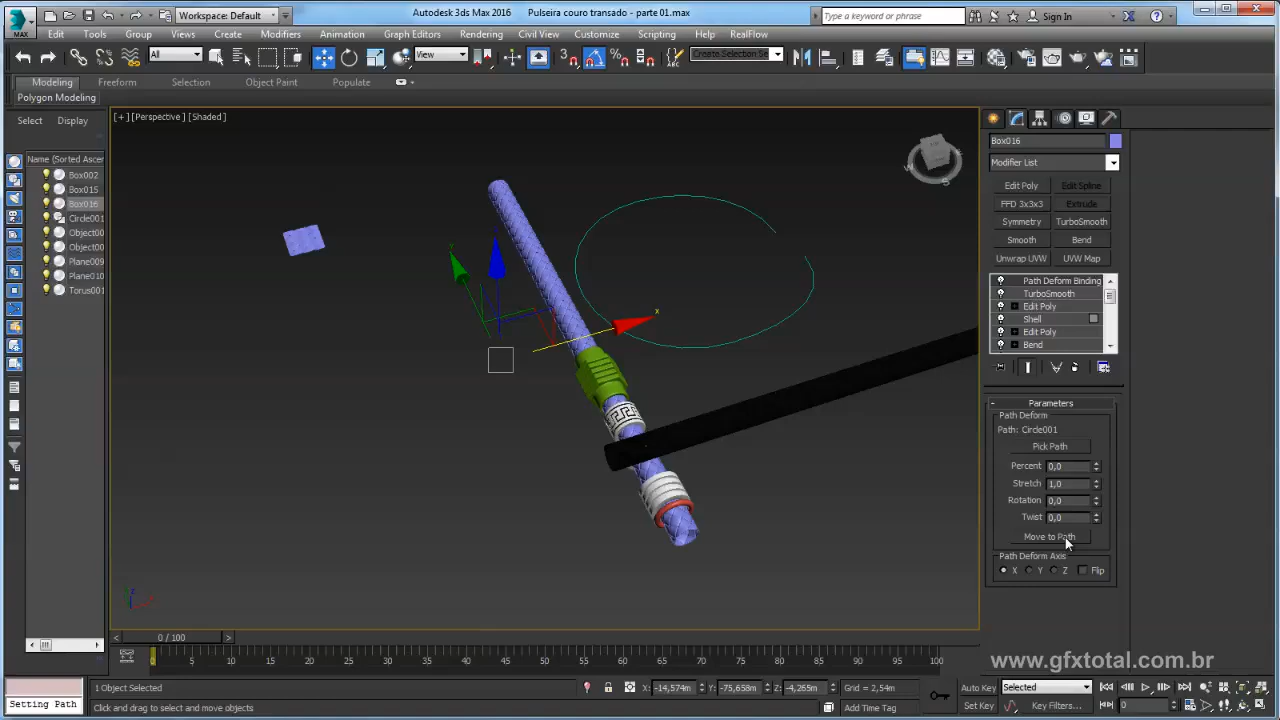 Workspace: Default
Autodesk 3ds Max 2016
Pulseira couro transado - parte 01.max
Type a keyword or phrase
Sign In
MAX
Edit
Tools
Group
Views
Create
Modifiers
Animation
Graph Editors
Rendering
Civil View
Customize
Scripting
Help
RealFlow
All
View
Create Selection Se
Modeling
Freeform
Selection
Object Paint
Populate
Polygon Modeling
Select
Display
Name (Sorted Ascen
Box002
Box015
Box016
Circle001
Object00
Object00
Plane009
Plane010
Torus001
[+] [Perspective] [Shaded]
Box016
Modifier List
Edit Poly
Edit Spline
FFD 3x3x3
Extrude
Symmetry
TurboSmooth
Smooth
Bend
Unwrap UVW
UVW Map
Path Deform Binding
TurboSmooth
Edit Poly
Shell
Edit Poly
Bend
Parameters
Path Deform
Path: Circle001
Pick Path
Percent 0,0
Stretch 1,0
Rotation 0,0
Twist 0,0
Move to Path
Path Deform Axis
X Y Z Flip
0 / 100
0 5 10 15 20 25 30 35 40 45 50 55 60 65 70 75 80 85 90 95 100
www.gfxtotal.com.br
1 Object Selected
X: -14,574m
Y: -75,658m
Z: -4,265m
Grid = 2,54m
Auto Key
Selected
Setting Path
Click and drag to select and move objects
Add Time Tag
Set Key
Key Filters...
0